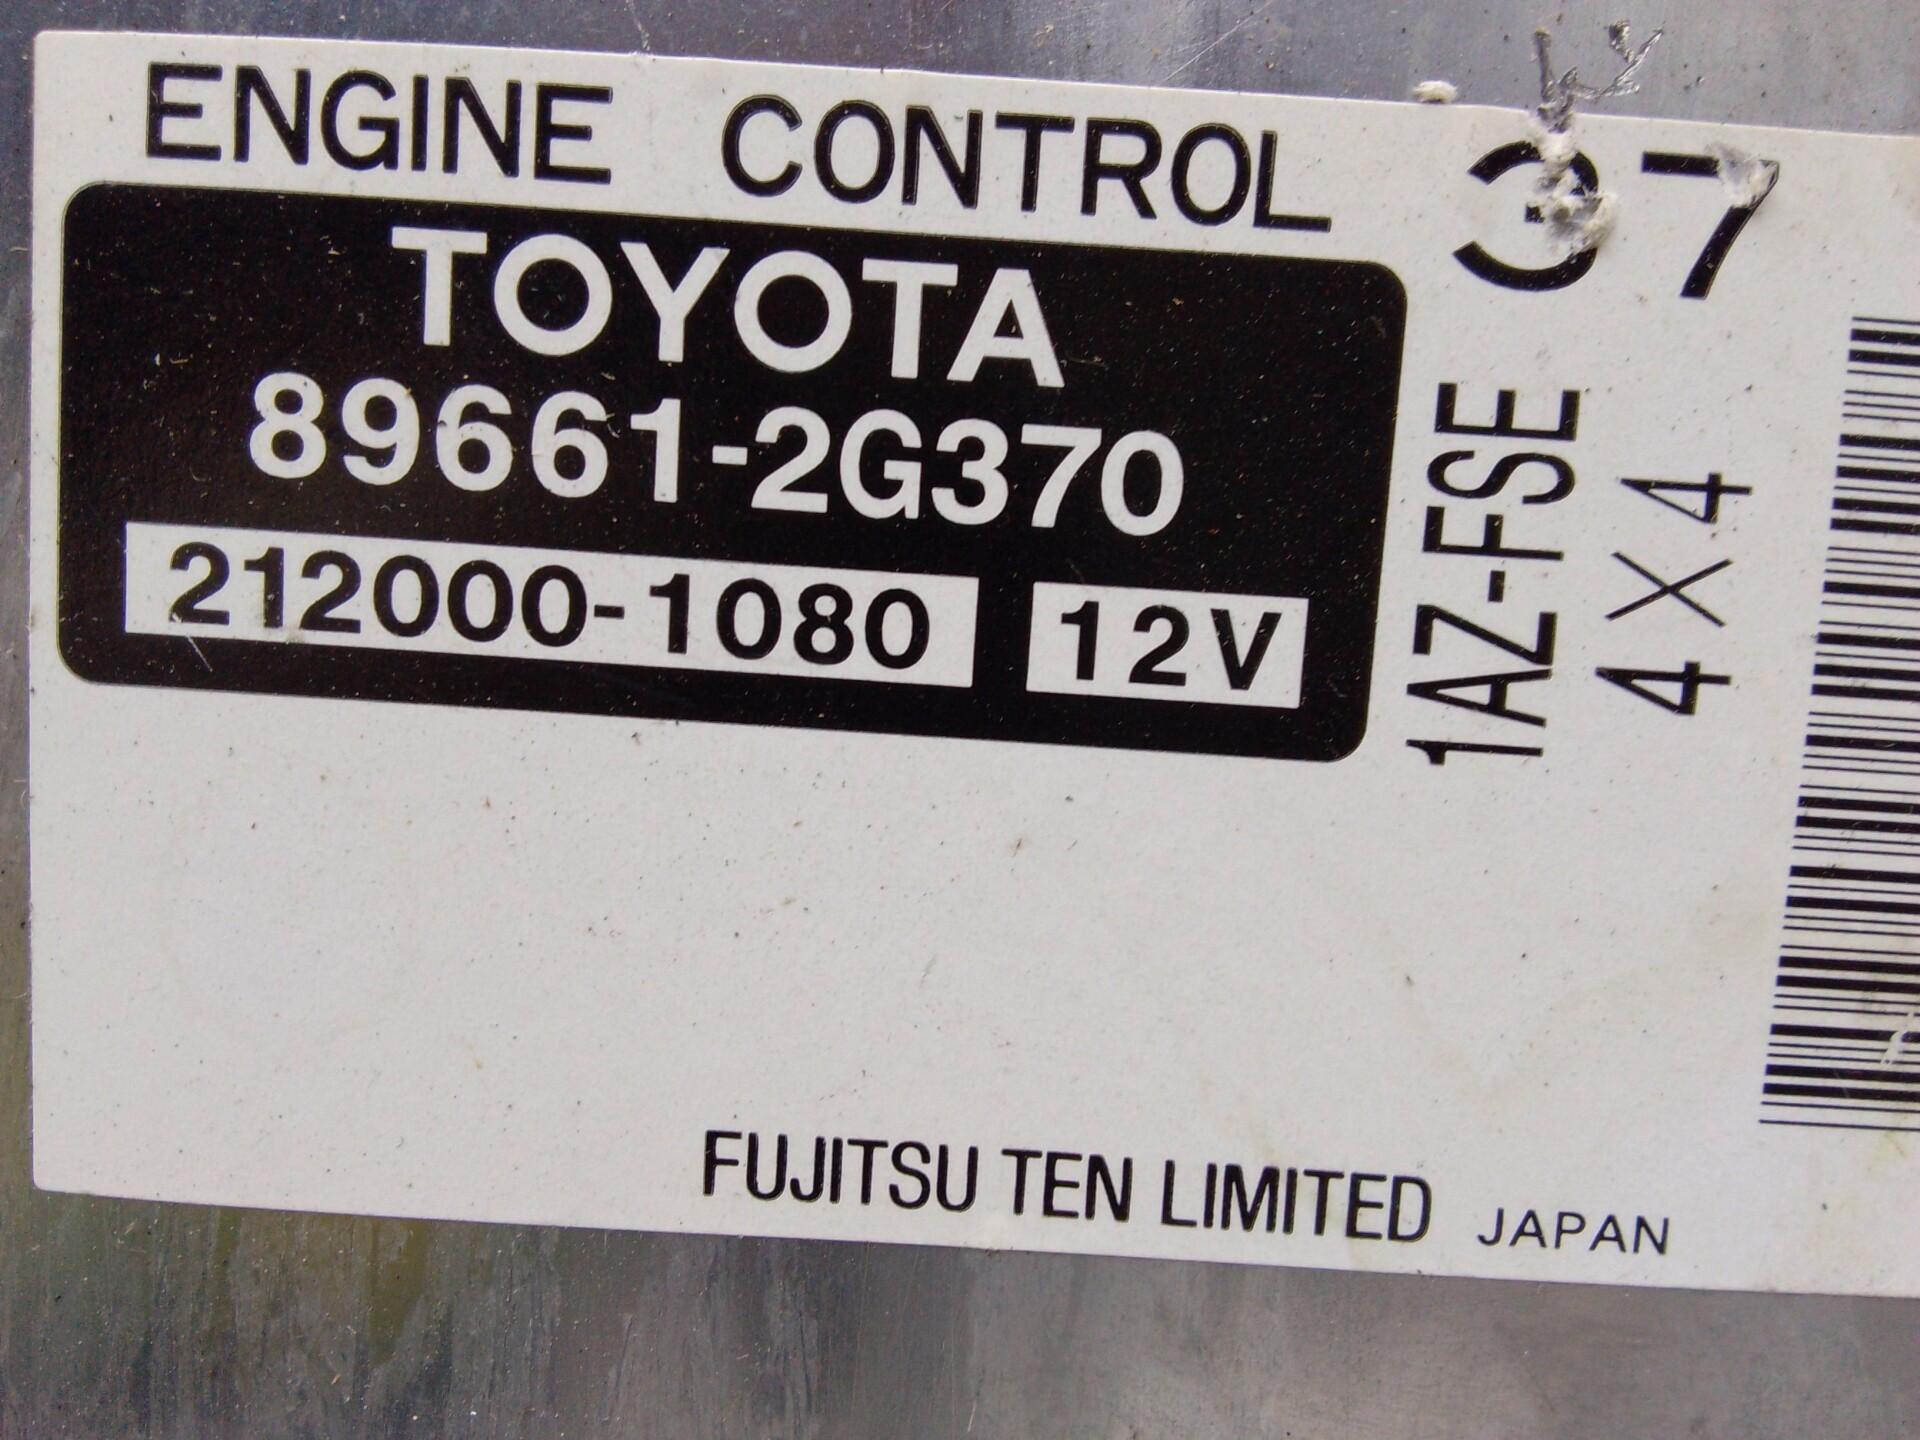 ENGINE CONTROL 37
TOYOTA
89661-2G370
212000-1080 12V
1AZ-FSE
4X4
FUJITSU TEN LIMITED JAPAN